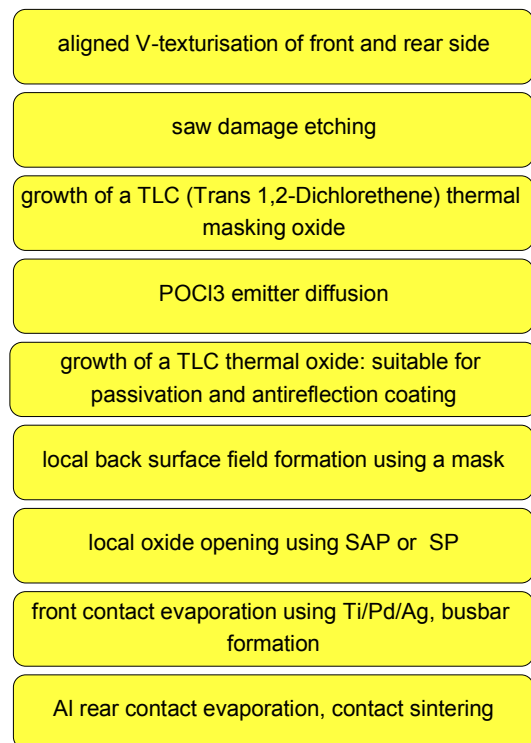 aligned V-texturisation of front and rear side
saw damage etching
growth of a TLC (Trans 1,2-Dichlorethene) thermal
masking oxide
POCl3 emitter diffusion
growth of a TLC thermal oxide: suitable for
passivation and antireflection coating
local back surface field formation using a mask
local oxide opening using SAP or SP
front contact evaporation using Ti/Pd/Ag, busbar
formation
Al rear contact evaporation, contact sintering